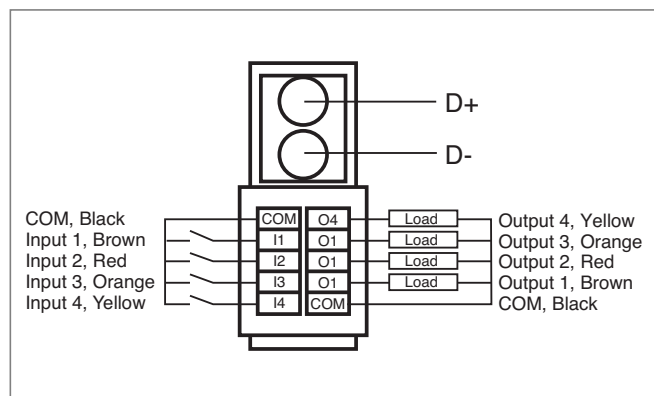 D+
D-
COM, Black
Input 1, Brown
Input 2, Red
Input 3, Orange
Input 4, Yellow
COM
I1
I2
I3
I4
O4
O1
O1
O1
COM
Load
Load
Load
Load
Output 4, Yellow
Output 3, Orange
Output 2, Red
Output 1, Brown
COM, Black